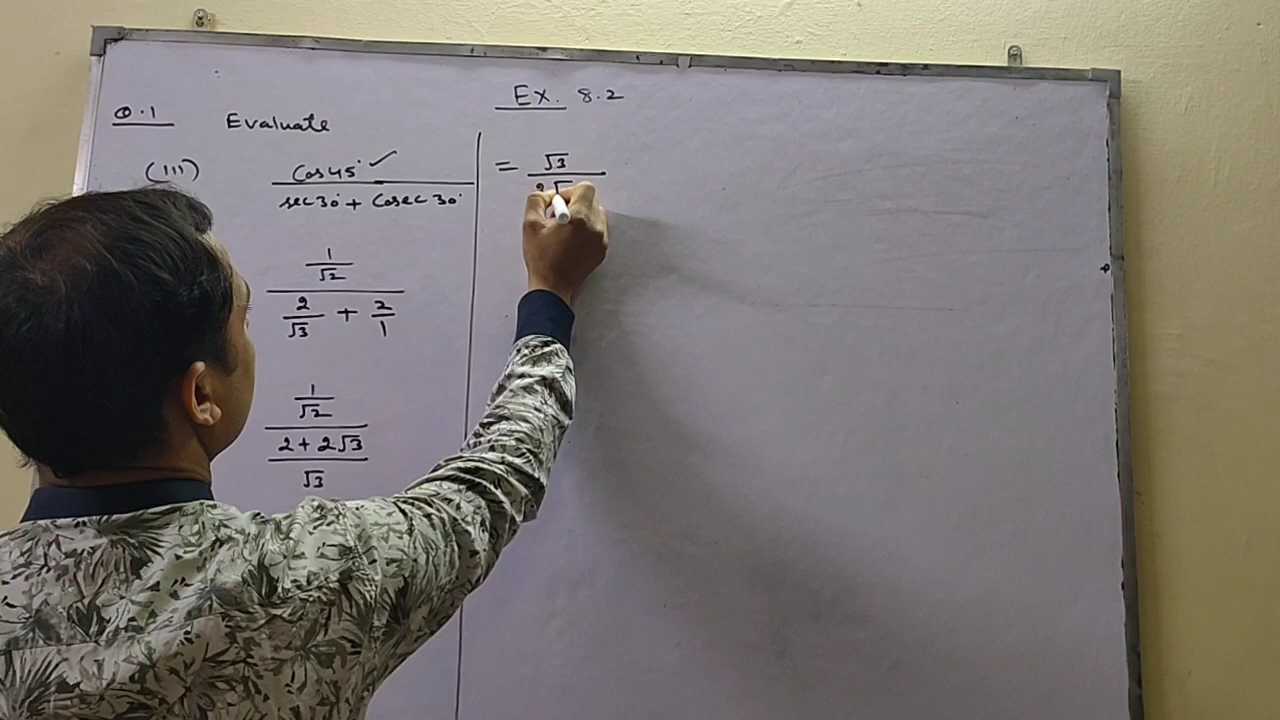 Ex. 8.2
Q.1 Evaluate
(III) Cos45° ✓
sec30° + Cosec30°
1
√2
2 + 2
√3 1
1
√2
2 + 2√3
√3
= √3
2√